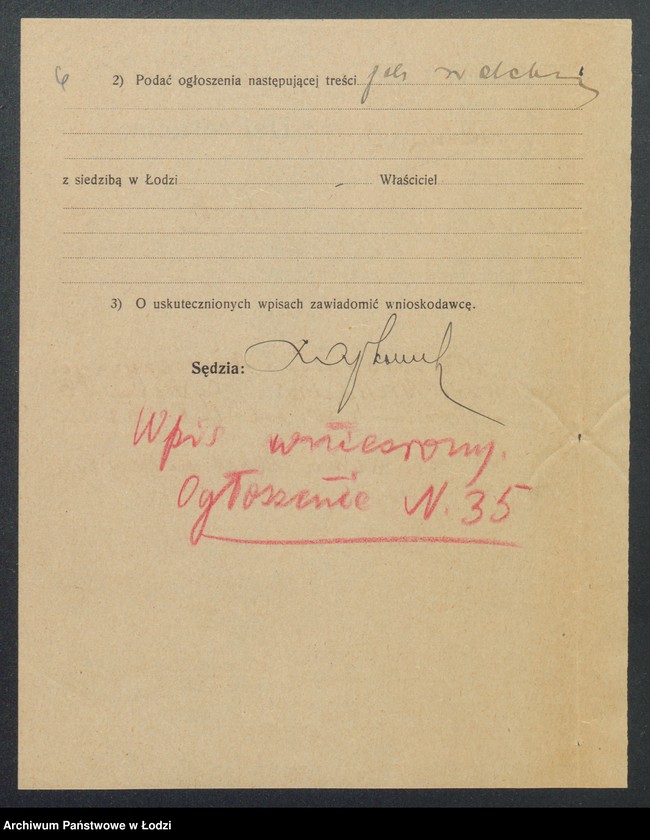 6
2) Podać ogłoszenia następującej treści jak w
z siedzibą w Łodzi Właściciel
3) O uskutecznionych wpisach zawiadomić wnioskodawcę.
Sędzia:
Wpis wniesiony.
Ogłoszenie N. 35
Archiwum Państwowe w Łodzi